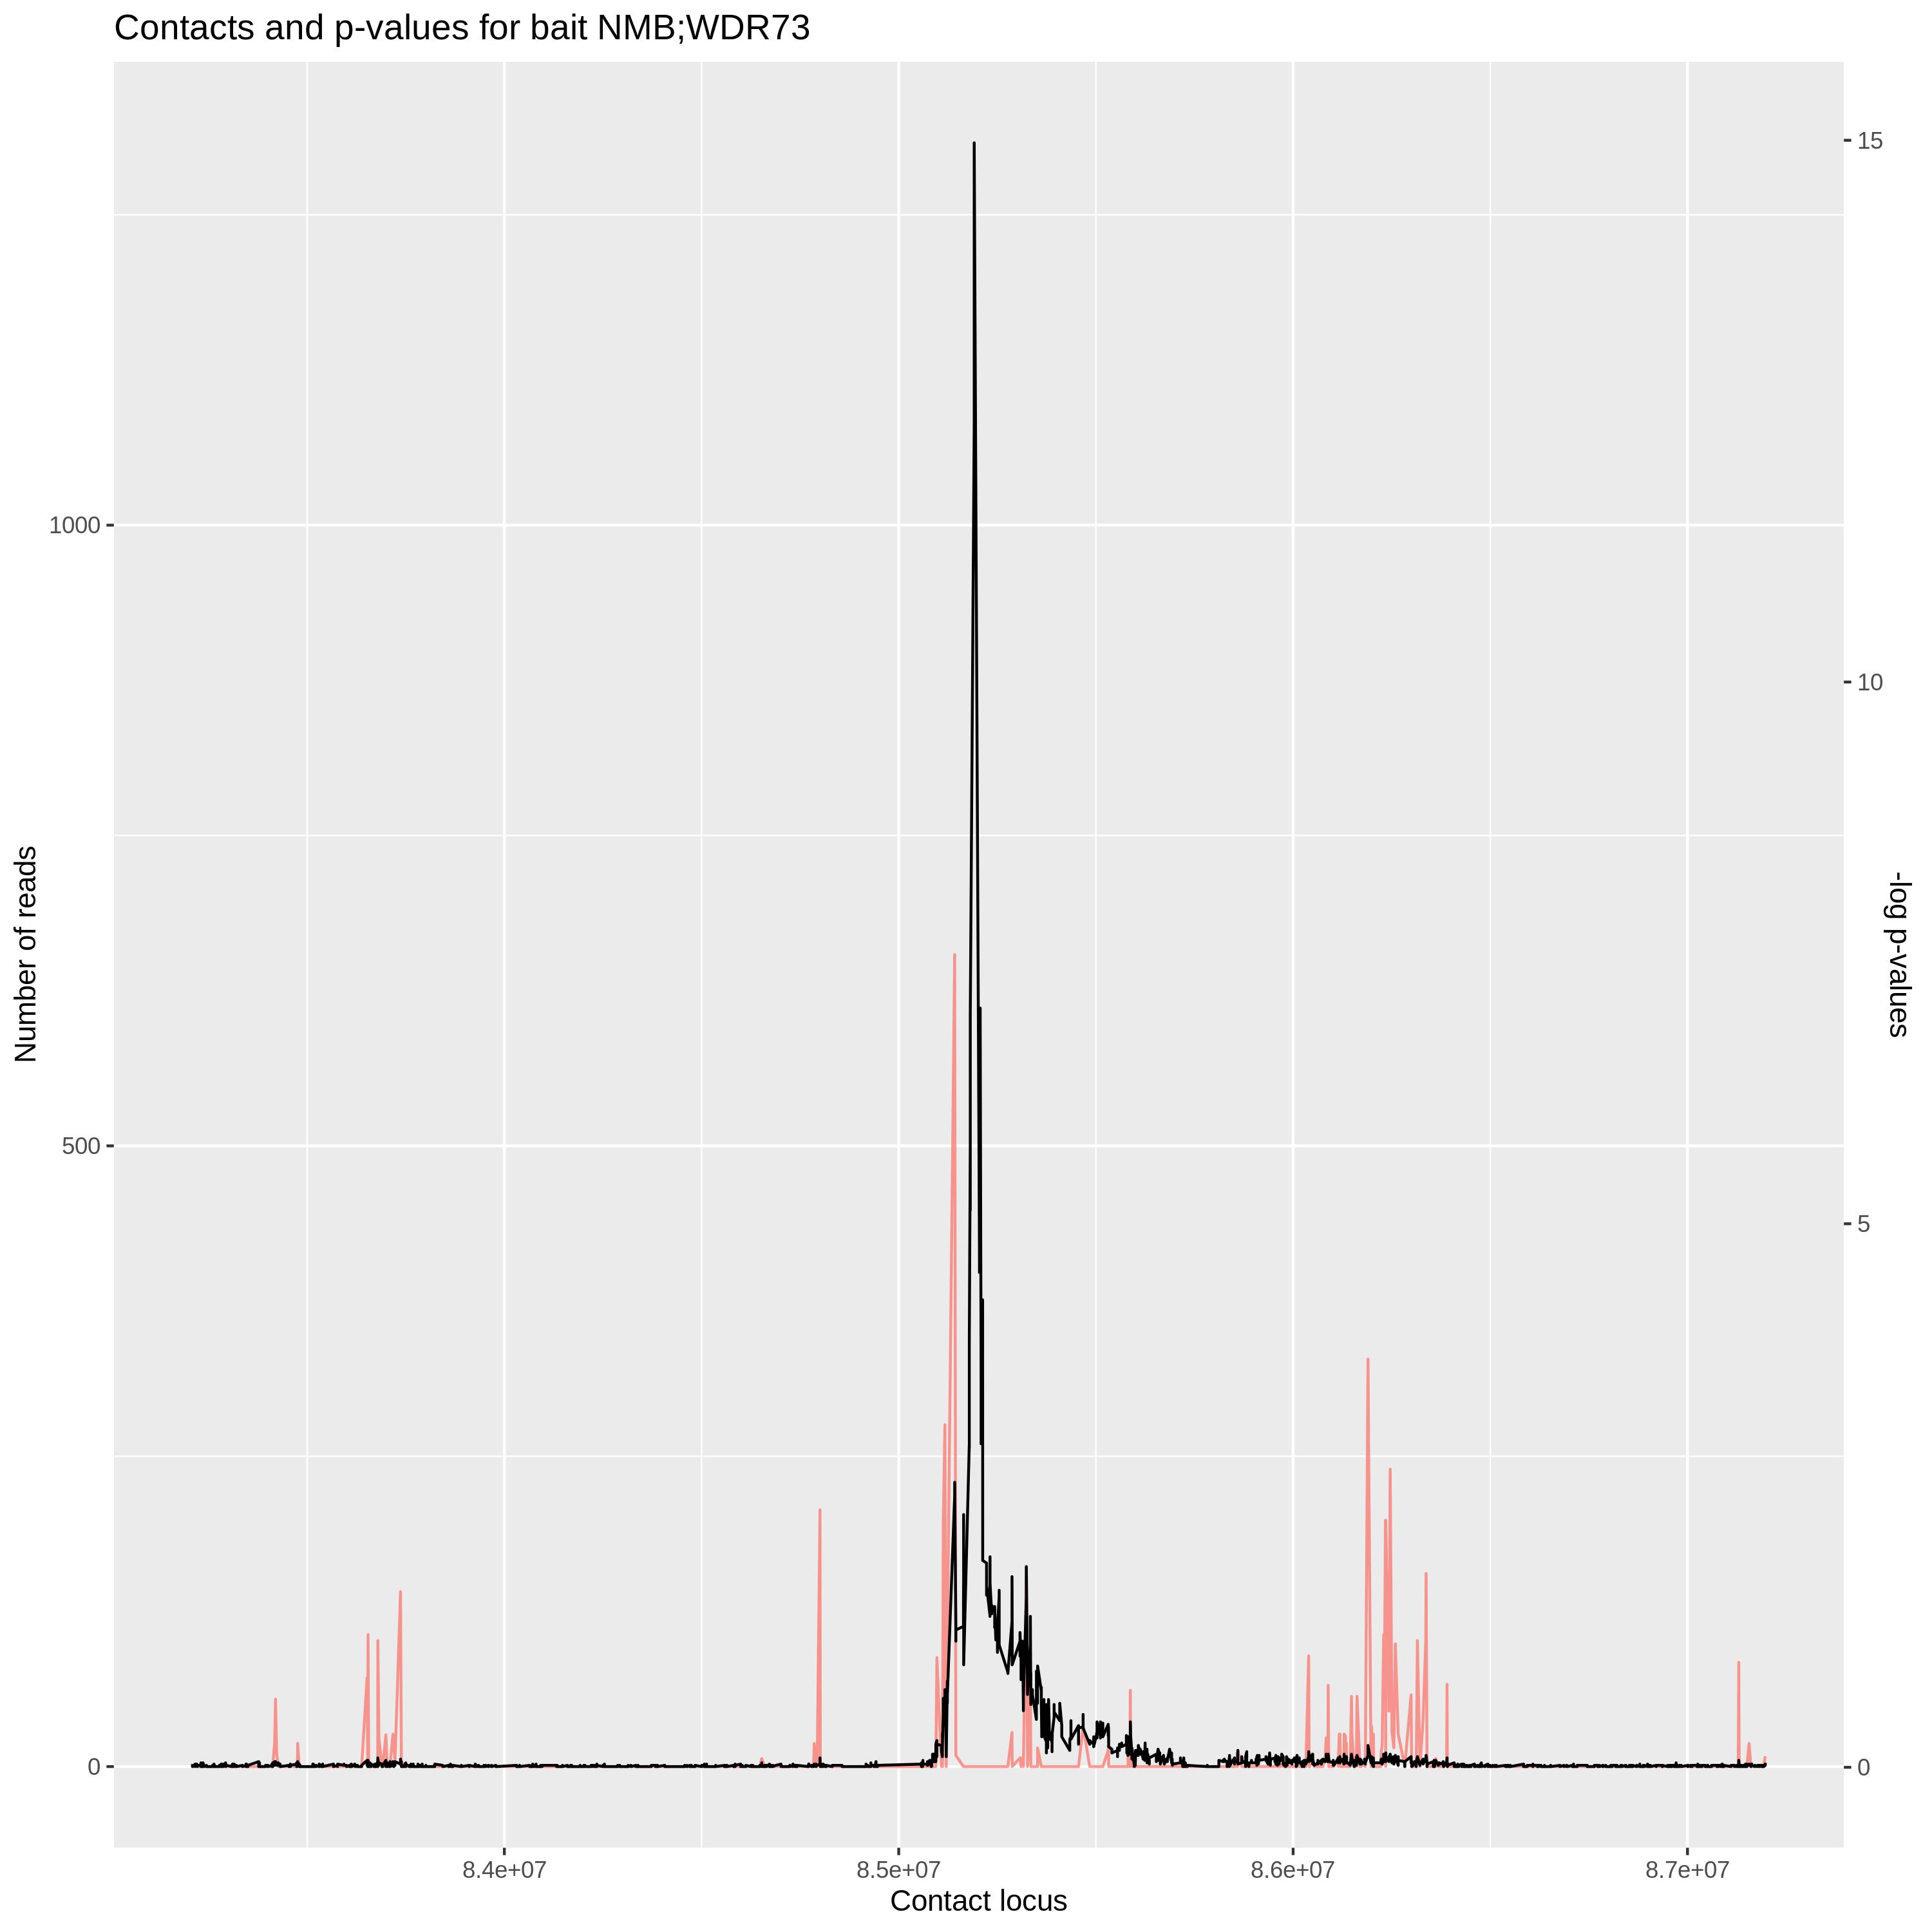 Contacts and p-values for bait NMB;WDR73
Number of reads
1000
500
0
15
10
5
0
-log p-values
8.4e+07
8.5e+07
8.6e+07
8.7e+07
Contact locus